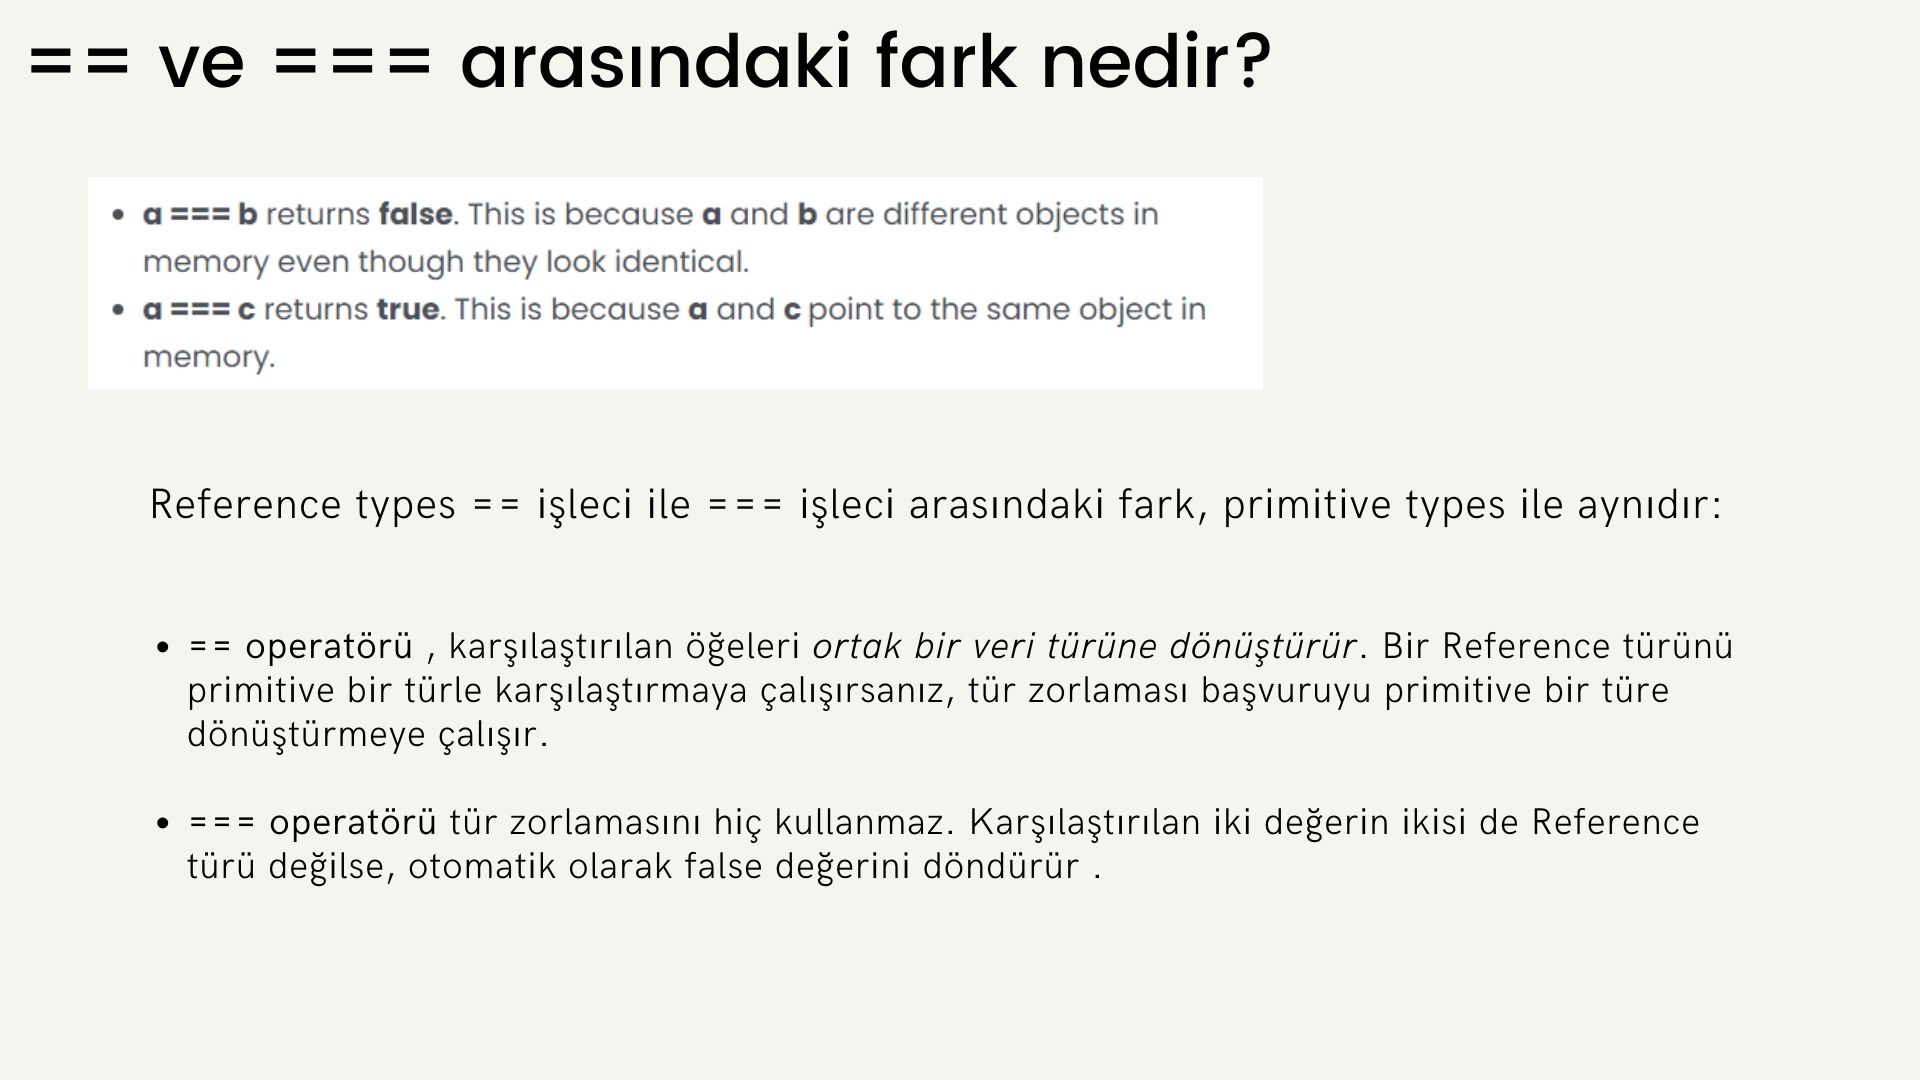 == ve === arasındaki fark nedir?
• a === b returns false. This is because a and b are different objects in
memory even though they look identical.
• a === c returns true. This is because a and c point to the same object in
memory.
Reference types == işleci ile === işleci arasındaki fark, primitive types ile aynıdır:
• == operatörü , karşılaştırılan öğeleri ortak bir veri türüne dönüştürür. Bir Reference türünü
primitive bir türle karşılaştırmaya çalışırsanız, tür zorlaması başvuruyu primitive bir türe
dönüştürmeye çalışır.
• === operatörü tür zorlamasını hiç kullanmaz. Karşılaştırılan iki değerin ikisi de Reference
türü değilse, otomatik olarak false değerini döndürür .